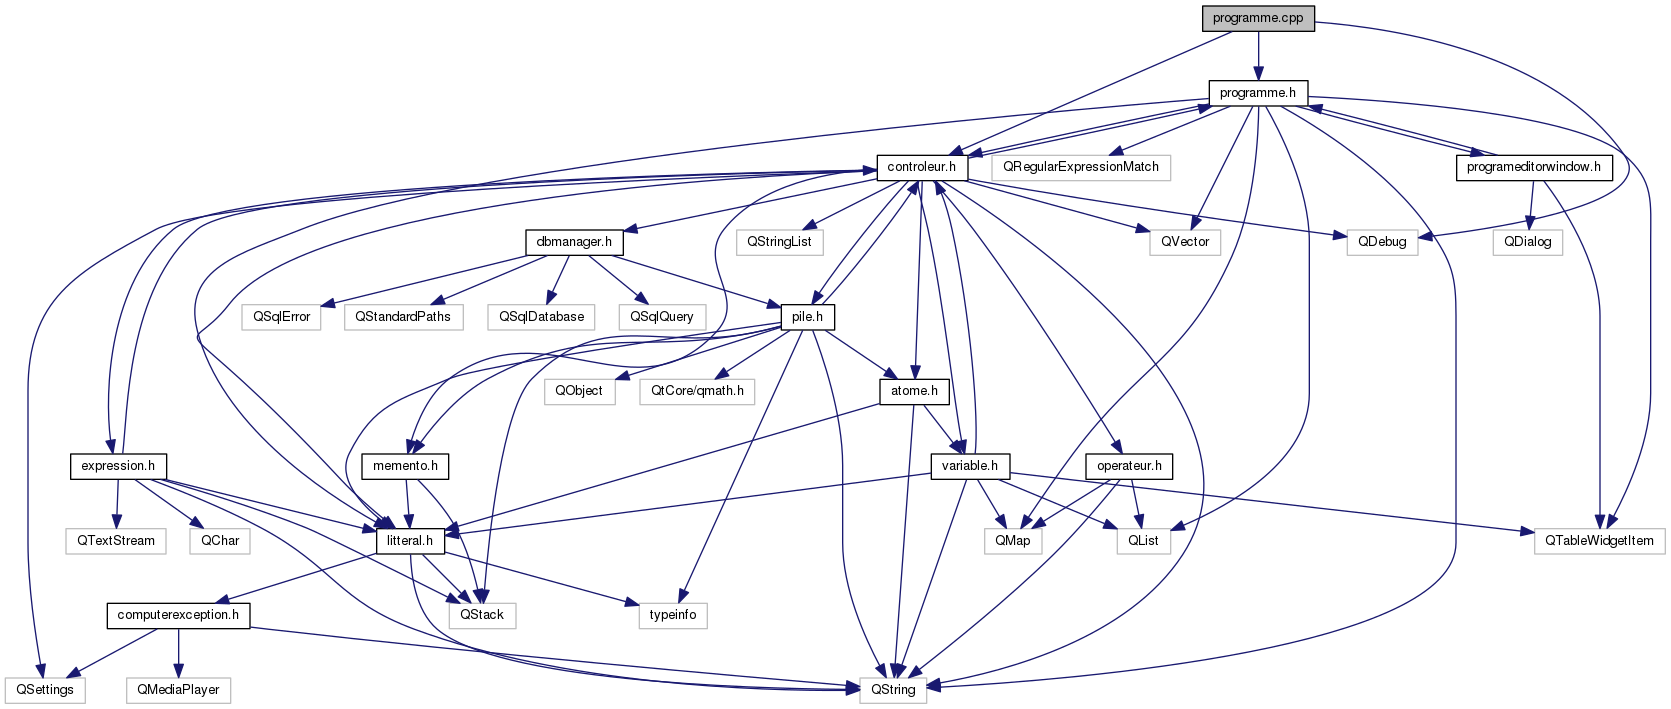 programme.cpp
programme.h
controleur.h
QRegularExpressionMatch
programeditorwindow.h
dbmanager.h
QStringList
QVector
QDebug
QDialog
QSqlError
QStandardPaths
QSqlDatabase
QSqlQuery
pile.h
QObject
QtCore/qmath.h
atome.h
expression.h
memento.h
variable.h
operateur.h
QTextStream
QChar
litteral.h
QMap
QList
QTableWidgetItem
computerexception.h
QStack
typeinfo
QSettings
QMediaPlayer
QString